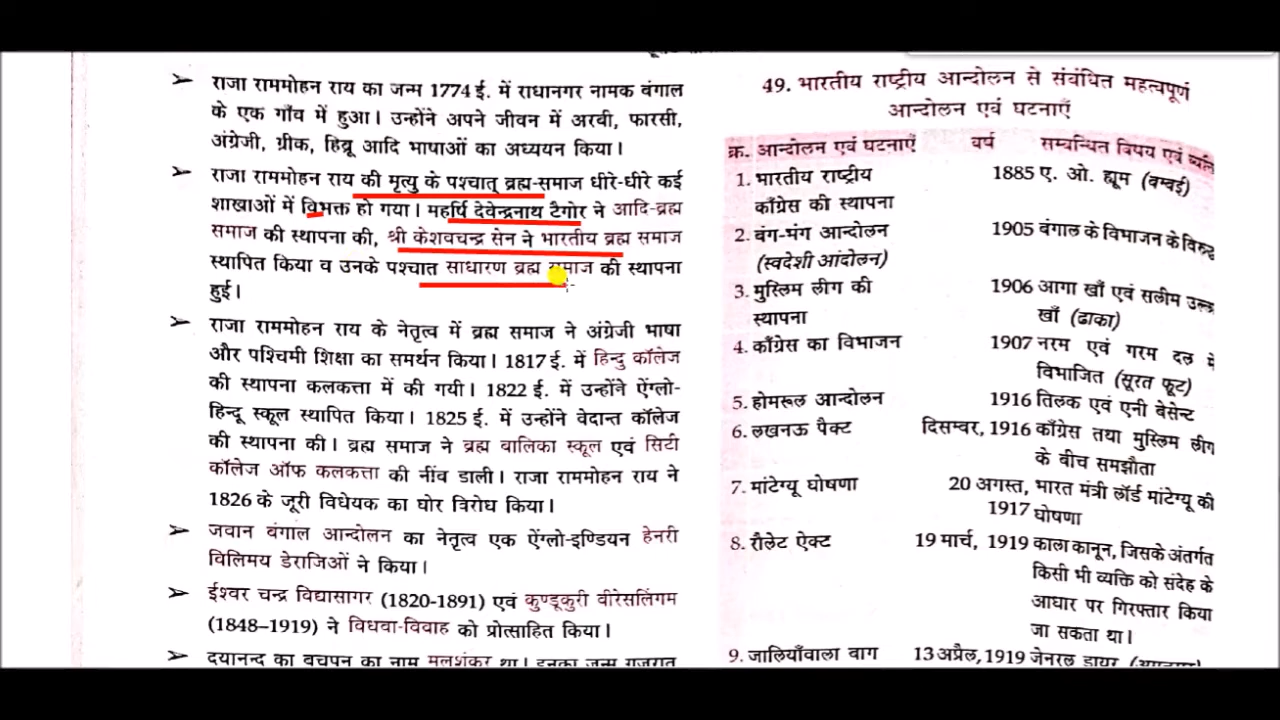 ➤ राजा राममोहन राय का जन्म 1774 ई. में राधानगर नामक बंगाल
के एक गाँव में हुआ। उन्होंने अपने जीवन में अरबी, फारसी,
अंग्रेजी, ग्रीक, हिब्रू आदि भाषाओं का अध्ययन किया।
➤ राजा राममोहन राय की मृत्यु के पश्चात् ब्रह्म-समाज धीरे-धीरे कई
शाखाओं में विभक्त हो गया। महर्षि देवेन्द्रनाथ टैगोर ने आदि-ब्रह्म
समाज की स्थापना की, श्री केशवचन्द्र सेन ने भारतीय ब्रह्म समाज
स्थापित किया व उनके पश्चात साधारण ब्रह्म समाज की स्थापना
हुई।
➤ राजा राममोहन राय के नेतृत्व में ब्रह्म समाज ने अंग्रेजी भाषा
और पश्चिमी शिक्षा का समर्थन किया। 1817 ई. में हिन्दु कॉलेज
की स्थापना कलकत्ता में की गयी। 1822 ई. में उन्होंने ऐंग्लो-
हिन्दू स्कूल स्थापित किया। 1825 ई. में उन्होंने वेदान्त कॉलेज
की स्थापना की। ब्रह्म समाज ने ब्रह्म बालिका स्कूल एवं सिटी
कॉलेज ऑफ कलकत्ता की नींव डाली। राजा राममोहन राय ने
1826 के जूरी विधेयक का घोर विरोध किया।
➤ जवान बंगाल आन्दोलन का नेतृत्व एक ऐंग्लो-इण्डियन हेनरी
विलिमय डेराजिओं ने किया।
➤ ईश्वर चन्द्र विद्यासागर (1820-1891) एवं कुण्डूकुरी वीरेसलिंगम
(1848–1919) ने विधवा-विवाह को प्रोत्साहित किया।
➤ दयानन्द का बचपन का नाम मूलशंकर था। इनका जन्म गुजरात
49. भारतीय राष्ट्रीय आन्दोलन से संबंधित महत्वपूर्ण
आन्दोलन एवं घटनाएँ
क्र. आन्दोलन एवं घटनाएँ वर्ष सम्बन्धित विषय एवं
1. भारतीय राष्ट्रीय 1885 ए. ओ. ह्यूम (बम्बई)
काँग्रेस की स्थापना
2. बंग-भंग आन्दोलन 1905 बंगाल के विभाजन के विरुद्ध
(स्वदेशी आंदोलन)
3. मुस्लिम लीग की 1906 आगा खाँ एवं सलीम
स्थापना खाँ (ढाका)
4. काँग्रेस का विभाजन 1907 नरम एवं गरम दल में
विभाजित (सूरत फूट)
5. होमरूल आन्दोलन 1916 तिलक एवं एनी बेसेन्ट
6. लखनऊ पैक्ट दिसम्बर, 1916 काँग्रेस तथा मुस्लिम लीग
के बीच समझौता
7. मांटेग्यू घोषणा 20 अगस्त, भारत मंत्री लॉर्ड मांटेग्यू की
1917 घोषणा
8. रौलेट ऐक्ट 19 मार्च, 1919 काला कानून, जिसके अंतर्गत
किसी भी व्यक्ति को संदेह के
आधार पर गिरफ्तार किया
जा सकता था।
9. जालियाँवाला बाग 13 अप्रैल, 1919 जेनरल डायर